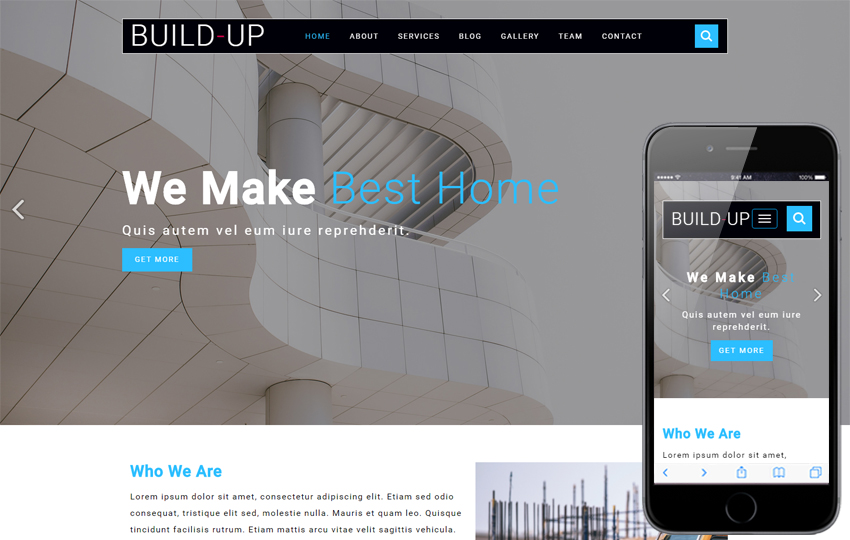 BUILD-UP
HOME ABOUT SERVICES BLOG GALLERY TEAM CONTACT
We Make Best Home
Quis autem vel eum iure reprehderit.
GET MORE
Who We Are
Lorem ipsum dolor sit amet, consectetur adipiscing elit. Etiam sed odio
consequat, tristique elit sed, molestie nulla. Mauris et quam leo. Quisque
tincidunt facilisis rutrum. Etiam mattis arcu vitae velit sagittis vehicula.
9:41 AM 100%
BUILD-UP
We Make Best
Home
Quis autem vel eum iure
reprehderit.
GET MORE
Who We Are
Lorem ipsum dolor sit amet,